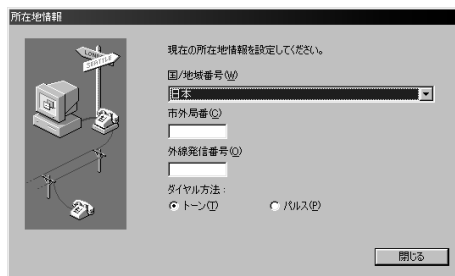 所在地情報
LONDON
SEATTLE
現在の所在地情報を設定してください。
国/地域番号(W)
日本
市外局番(C)
外線発信番号(O)
ダイヤル方法：
トーン(T)
パルス(P)
閉じる